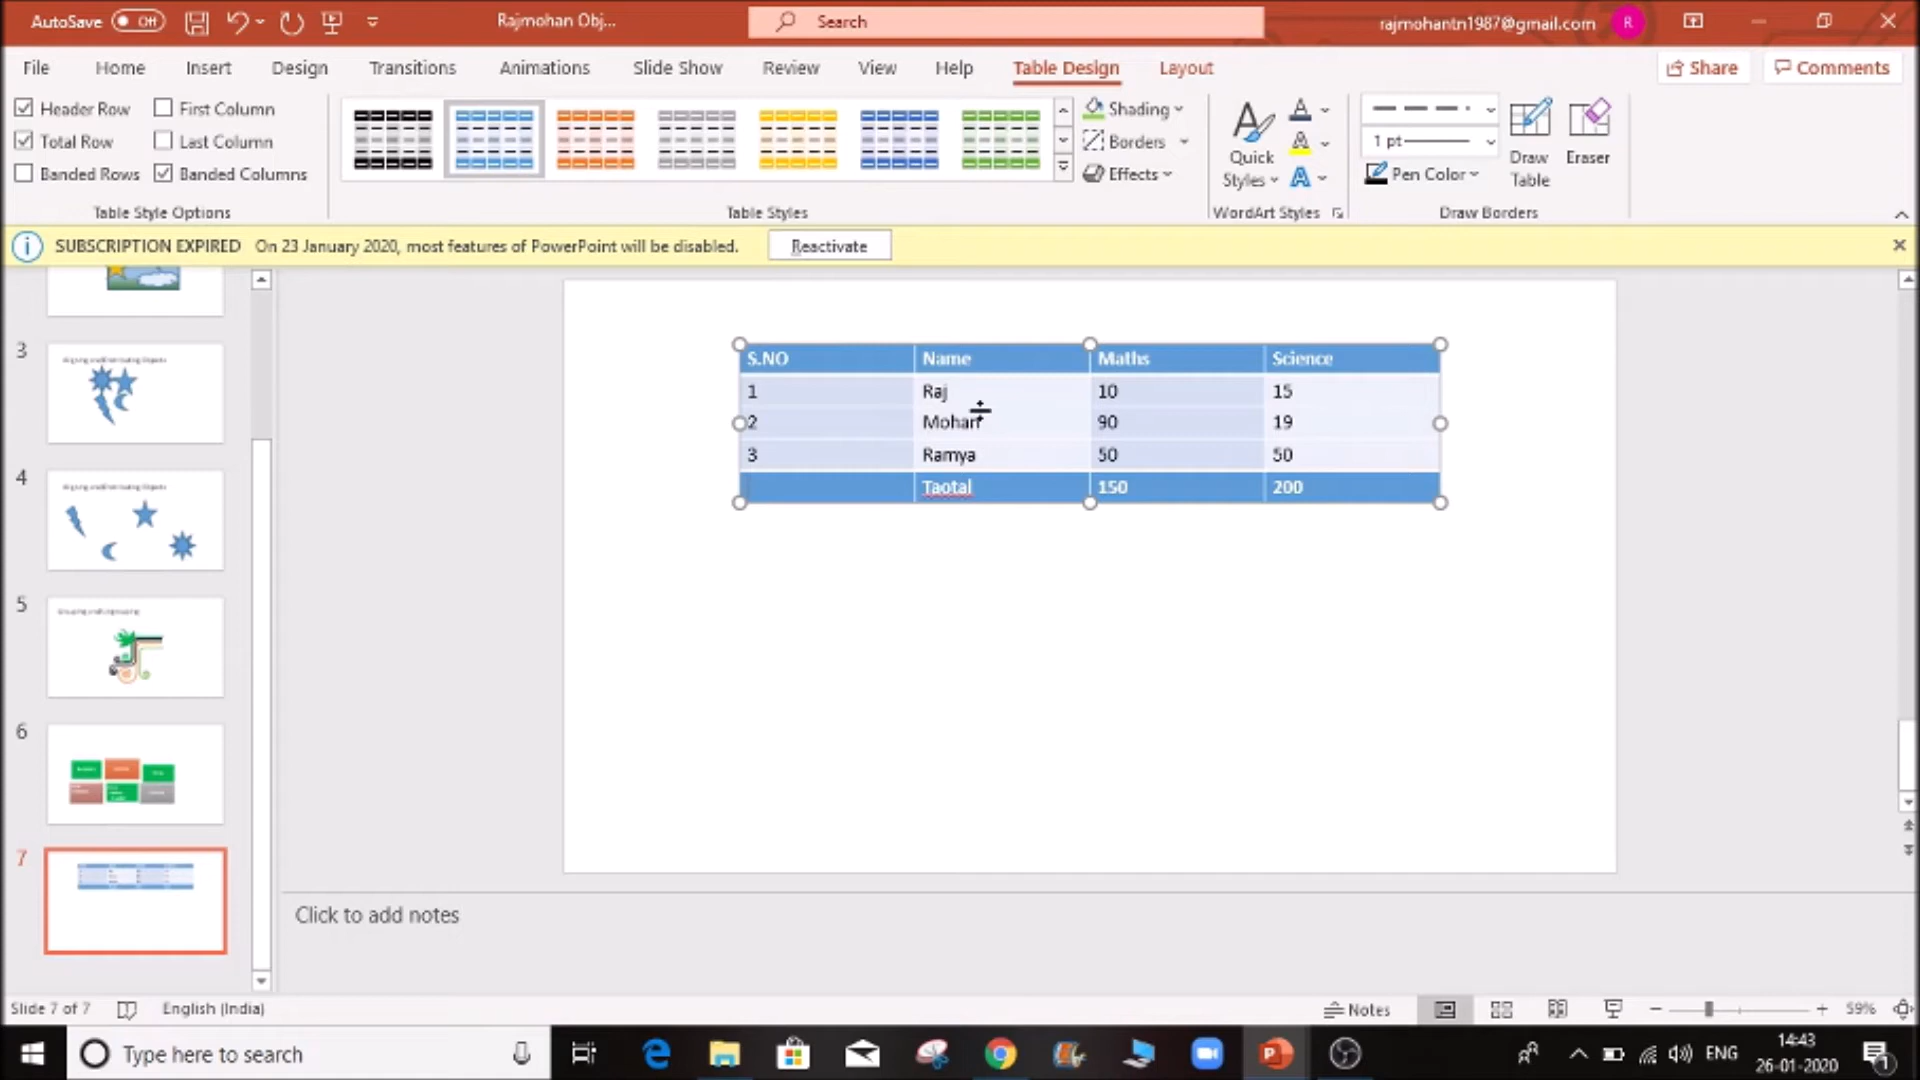 AutoSave Off Rajmohan Obj... Search rajmohantn1987@gmail.com R
File Home Insert Design Transitions Animations Slide Show Review View Help Table Design Layout Share Comments
Header Row First Column
Total Row Last Column
Banded Rows Banded Columns
Table Style Options
Table Styles
Shading
Borders
Effects
Quick Styles
WordArt Styles
1 pt
Pen Color
Draw Table
Eraser
Draw Borders
SUBSCRIPTION EXPIRED On 23 January 2020, most features of PowerPoint will be disabled. Reactivate
3
4
5
6
7
S.NO Name Maths Science
1 Raj 10 15
2 Mohan 90 19
3 Ramya 50 50
Taotal 150 200
Click to add notes
Slide 7 of 7 English (India) Notes 59%
Type here to search ENG 14:43
26-01-2020
1